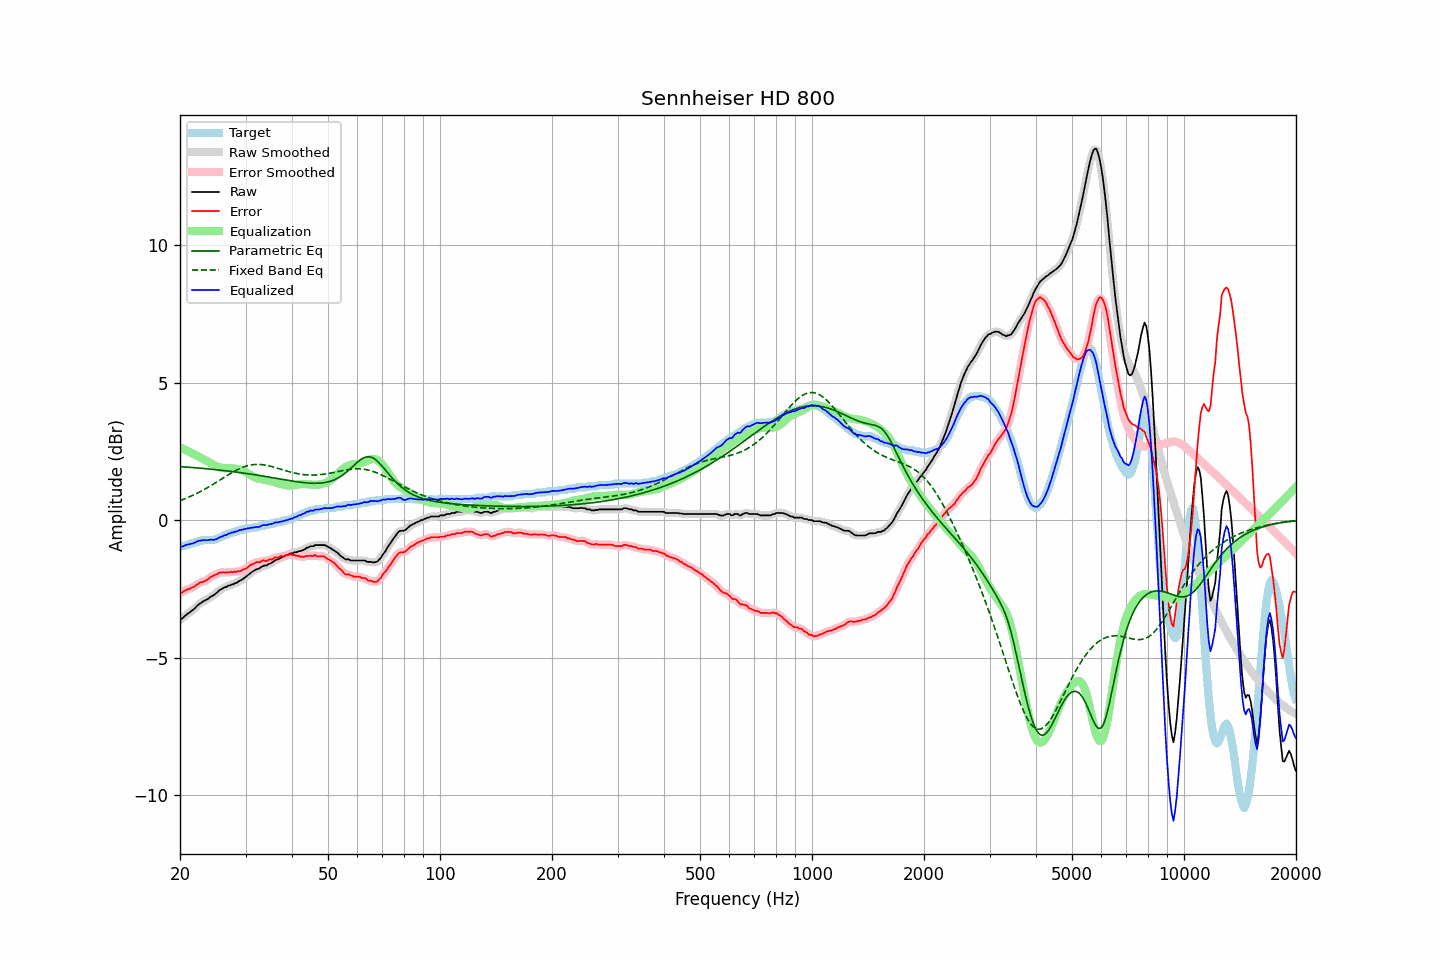 Sennheiser HD 800
Target
Raw Smoothed
Error Smoothed
Raw
Error
Equalization
Parametric Eq
Fixed Band Eq
Equalized
10
5
0
−5
−10
Amplitude (dBr)
20 50 100 200 500 1000 2000 5000 10000 20000
Frequency (Hz)